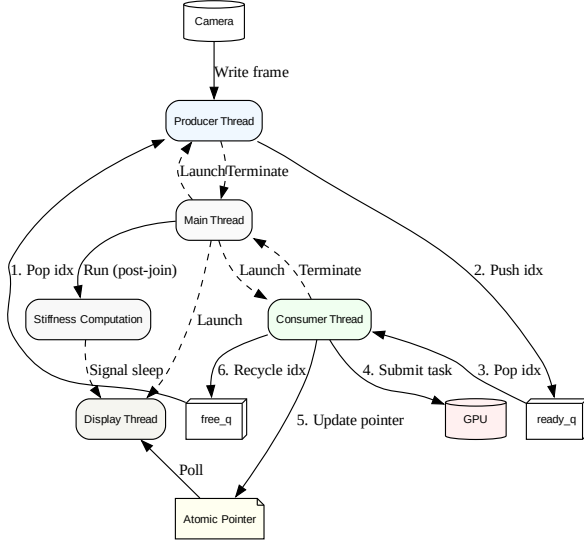 Camera
Write frame
Producer Thread
Launch
Terminate
Main Thread
1. Pop idx
Run (post-join)
Launch
Terminate
2. Push idx
Stiffness Computation
Launch
Consumer Thread
Signal sleep
6. Recycle idx
4. Submit task
3. Pop idx
Display Thread
free_q
5. Update pointer
GPU
ready_q
Poll
Atomic Pointer